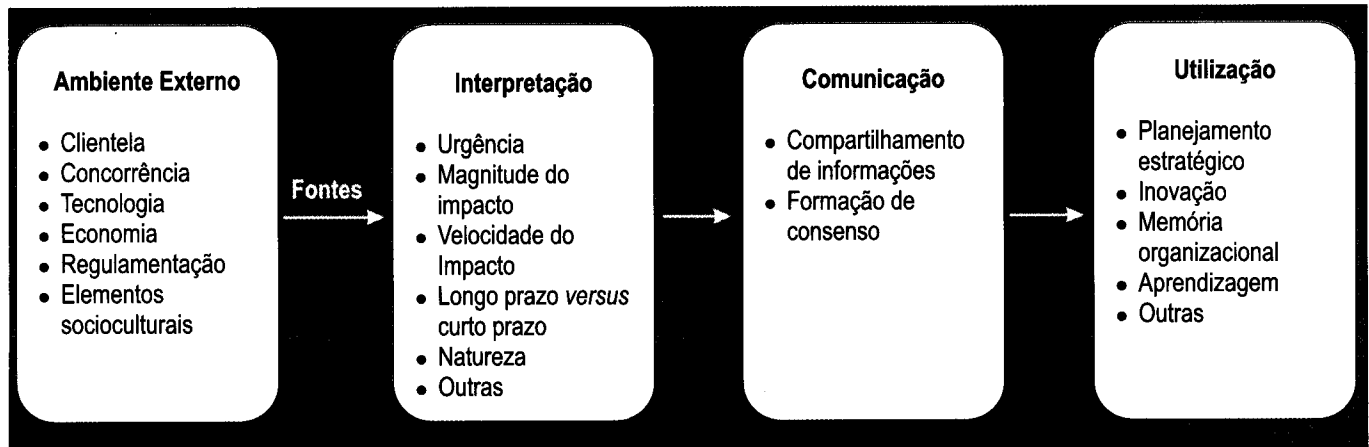 Ambiente Externo
• Clientela
• Concorrência
• Tecnologia
• Economia
• Regulamentação
• Elementos
socioculturais
Fontes
Interpretação
• Urgência
• Magnitude do
impacto
• Velocidade do
Impacto
• Longo prazo versus
curto prazo
• Natureza
• Outras
Comunicação
• Compartilhamento
de informações
• Formação de
consenso
Utilização
• Planejamento
estratégico
• Inovação
• Memória
organizacional
• Aprendizagem
• Outras